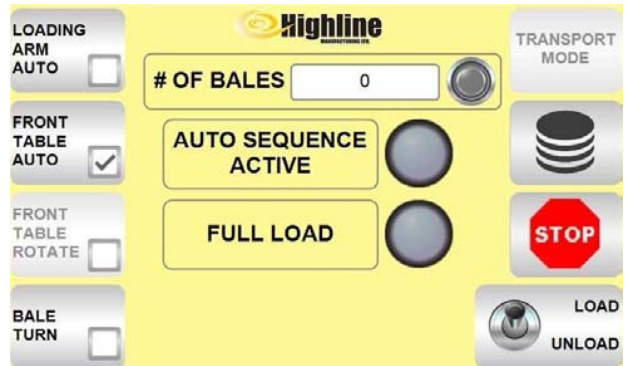 LOADING
ARM
AUTO
Highline
MANUFACTURING LTD.
TRANSPORT
MODE
# OF BALES 0
FRONT
TABLE
AUTO
AUTO SEQUENCE
ACTIVE
FRONT
TABLE
ROTATE
FULL LOAD
STOP
BALE
TURN
LOAD
UNLOAD